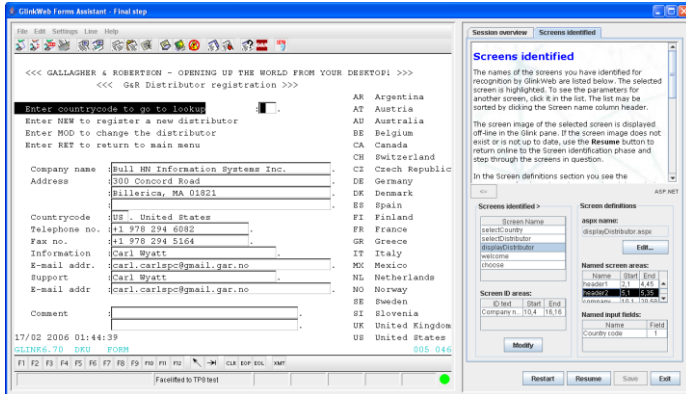 GlinkWeb Forms Assistant - Final step
File Edit Settings Line Help
<<< GALLAGHER & ROBERTSON - OPENING UP THE WORLD FROM YOUR DESKTOP! >>>
<<< G&R Distributor registration >>>
AR Argentina
Enter countrycode to go to lookup : . AT Austria
Enter NEW to register a new distributor AU Australia
Enter MOD to change the distributor BE Belgium
Enter RET to return to main menu CA Canada
CH Switzerland
Company name :Bull HN Information Systems Inc. . CZ Czech Republic
Address :300 Concord Road . DE Germany
:Billerica, MA 01821 . DK Denmark
: . ES Spain
Countrycode :US . United States FI Finland
Telephone no. :+1 978 294 6082 . FR France
Fax no. :+1 978 294 5164 . GR Greece
Information :Carl Wyatt . IT Italy
E-mail addr. :carl.carlspc@gmail.gar.no . MX Mexico
Support :Carl Wyatt . NL Netherlands
E-mail addr :carl.carlspc@gmail.gar.no . NO Norway
SE Sweden
Comment : . SI Slovenia
: . UK United Kingdom
17/02 2006 01:44:39 US United States
GLINK6.70 DKU FORM 005 046
F1 F2 F3 F4 F5 F6 F7 F8 F9 F10 F11 F12 CLR EOF EOL XMT
Facelifted to TP8 test
Session overview Screens identified
Screens identified
The names of the screens you have identified for
recognition by GlinkWeb are listed below. The selected
screen is highlighted. To see the parameters for
another screen, click it in the list. The list may be
sorted by clicking the Screen name column header.
The screen image of the selected screen is displayed
off-line in the Glink pane. If the screen image does not
exist or is not up to date, use the Resume button to
return online to the Screen identification phase and
step through the screens in question.
In the Screen definitions section you see the
<< ASP.NET
Screens identified >
Screen Name
selectCountry
selectDistributor
displayDistributor
welcome
choose
Screen ID areas:
ID text Start End
Company n... 10,4 16,16
Modify
Screen definitions
aspx name:
displayDistributor.aspx
Edit...
Named screen areas:
Name Start End
header1 2,1 4,45
header2 5,1 5,35
company 10,1 20,50
Named input fields:
Name Field
Country code 1
Restart Resume Save Exit